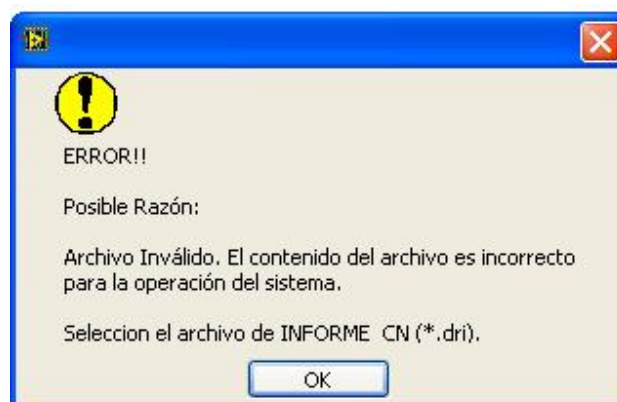 ERROR!!
Posible Razón:
Archivo Inválido. El contenido del archivo es incorrecto
para la operación del sistema.
Seleccion el archivo de INFORME CN (*.dri).
OK